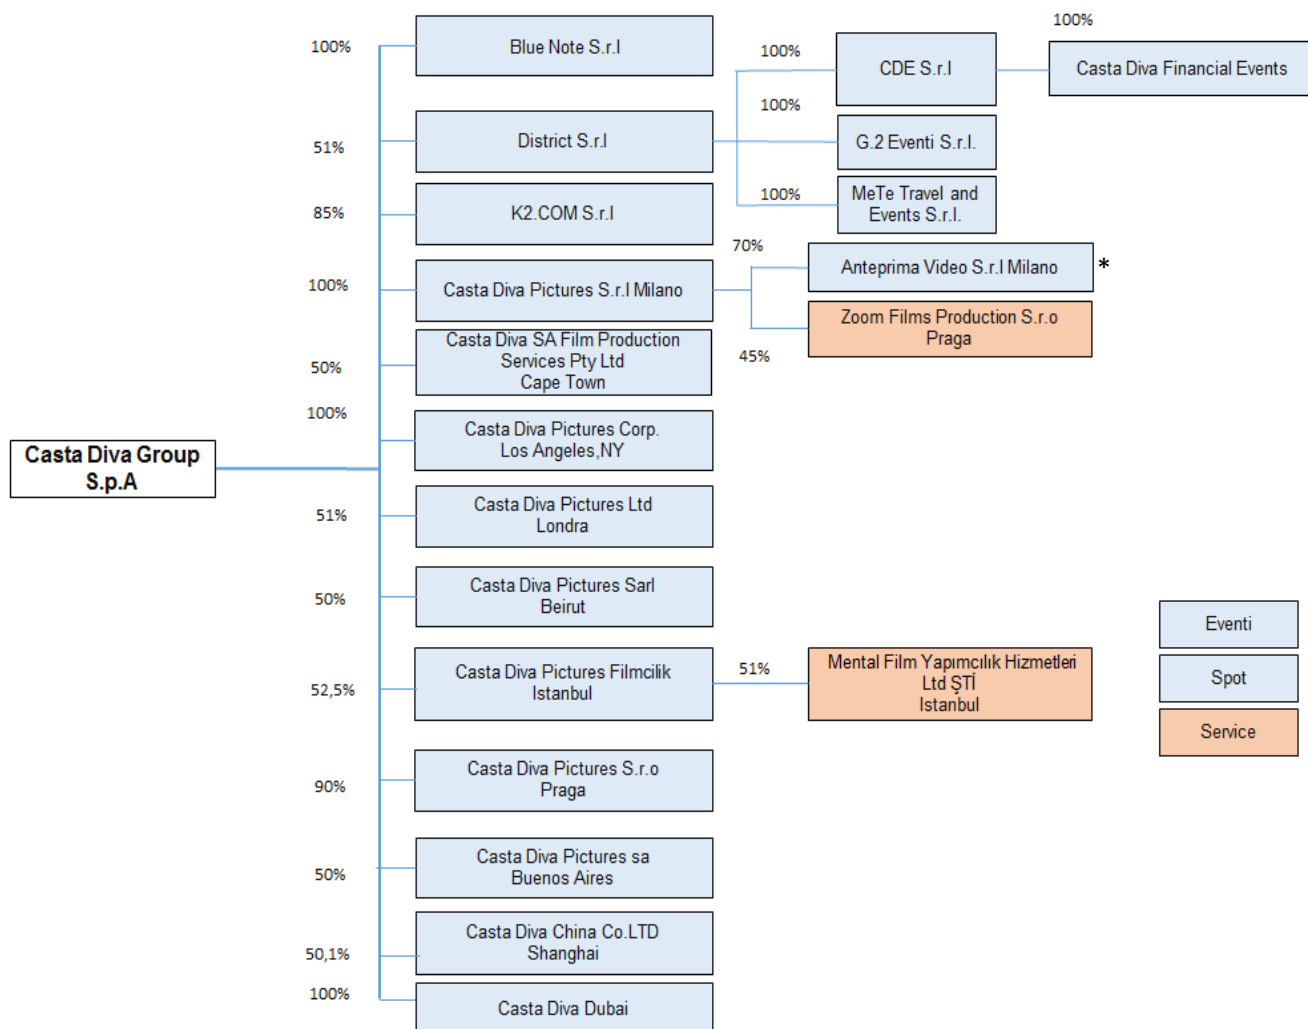 100%
Blue Note S.r.l
100%
CDE S.r.l
100%
Casta Diva Financial Events
51%
District S.r.l
100%
G.2 Eventi S.r.l.
85%
K2.COM S.r.l
100%
MeTe Travel and
Events S.r.l.
100%
Casta Diva Pictures S.r.l Milano
70%
Anteprima Video S.r.l Milano
*
45%
Zoom Films Production S.r.o
Praga
50%
Casta Diva SA Film Production
Services Pty Ltd
Cape Town
100%
Casta Diva Pictures Corp.
Los Angeles,NY
Casta Diva Group
S.p.A
51%
Casta Diva Pictures Ltd
Londra
50%
Casta Diva Pictures Sarl
Beirut
52,5%
Casta Diva Pictures Filmcilik
Istanbul
51%
Mental Film Yapımcılık Hizmetleri
Ltd ŞTİ
Istanbul
90%
Casta Diva Pictures S.r.o
Praga
50%
Casta Diva Pictures sa
Buenos Aires
50,1%
Casta Diva China Co.LTD
Shanghai
100%
Casta Diva Dubai
Eventi
Spot
Service